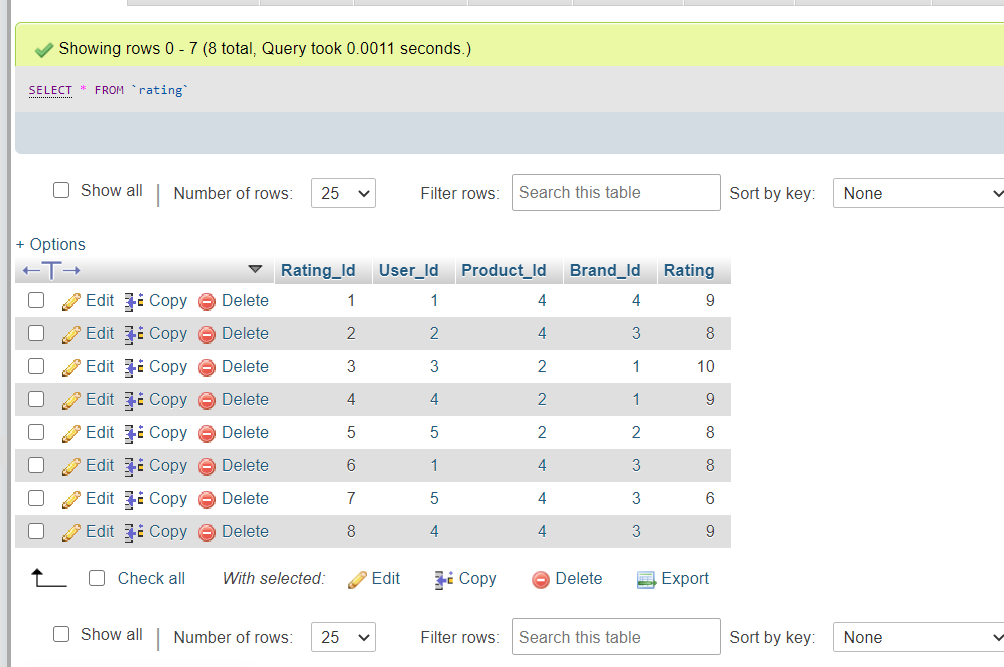 Showing rows 0 - 7 (8 total, Query took 0.0011 seconds.)
SELECT * FROM `rating`
Show all | Number of rows: 25 Filter rows: Search this table Sort by key: None
+ Options
←T→ Rating_Id User_Id Product_Id Brand_Id Rating
Edit Copy Delete 1 1 4 4 9
Edit Copy Delete 2 2 4 3 8
Edit Copy Delete 3 3 2 1 10
Edit Copy Delete 4 4 2 1 9
Edit Copy Delete 5 5 2 2 8
Edit Copy Delete 6 1 4 3 8
Edit Copy Delete 7 5 4 3 6
Edit Copy Delete 8 4 4 3 9
Check all With selected: Edit Copy Delete Export
Show all | Number of rows: 25 Filter rows: Search this table Sort by key: None